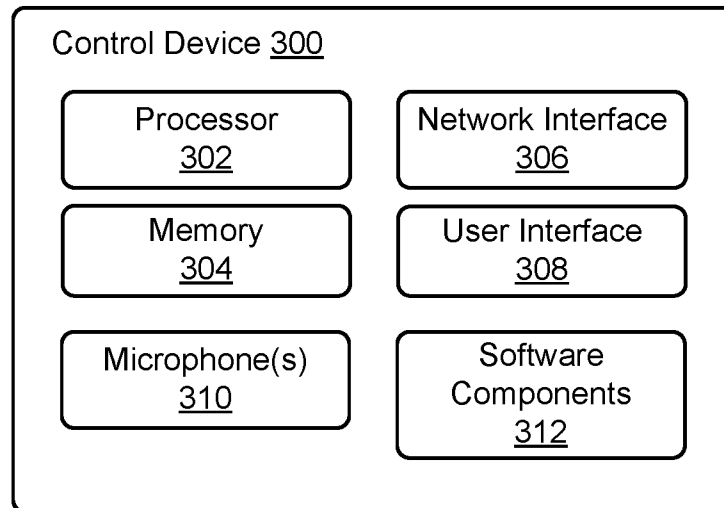 Control Device 300
Processor
302
Network Interface
306
Memory
304
User Interface
308
Microphone(s)
310
Software
Components
312